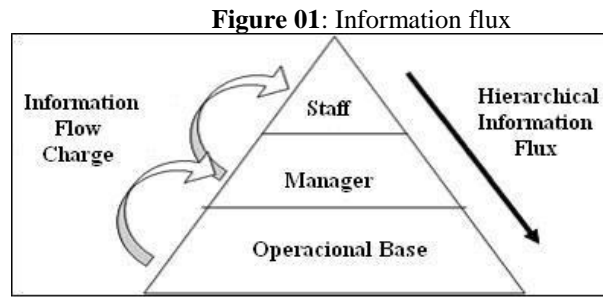 Figure 01: Information flux
Information
Flow
Charge
Staff
Manager
Operacional Base
Hierarchical
Information
Flux